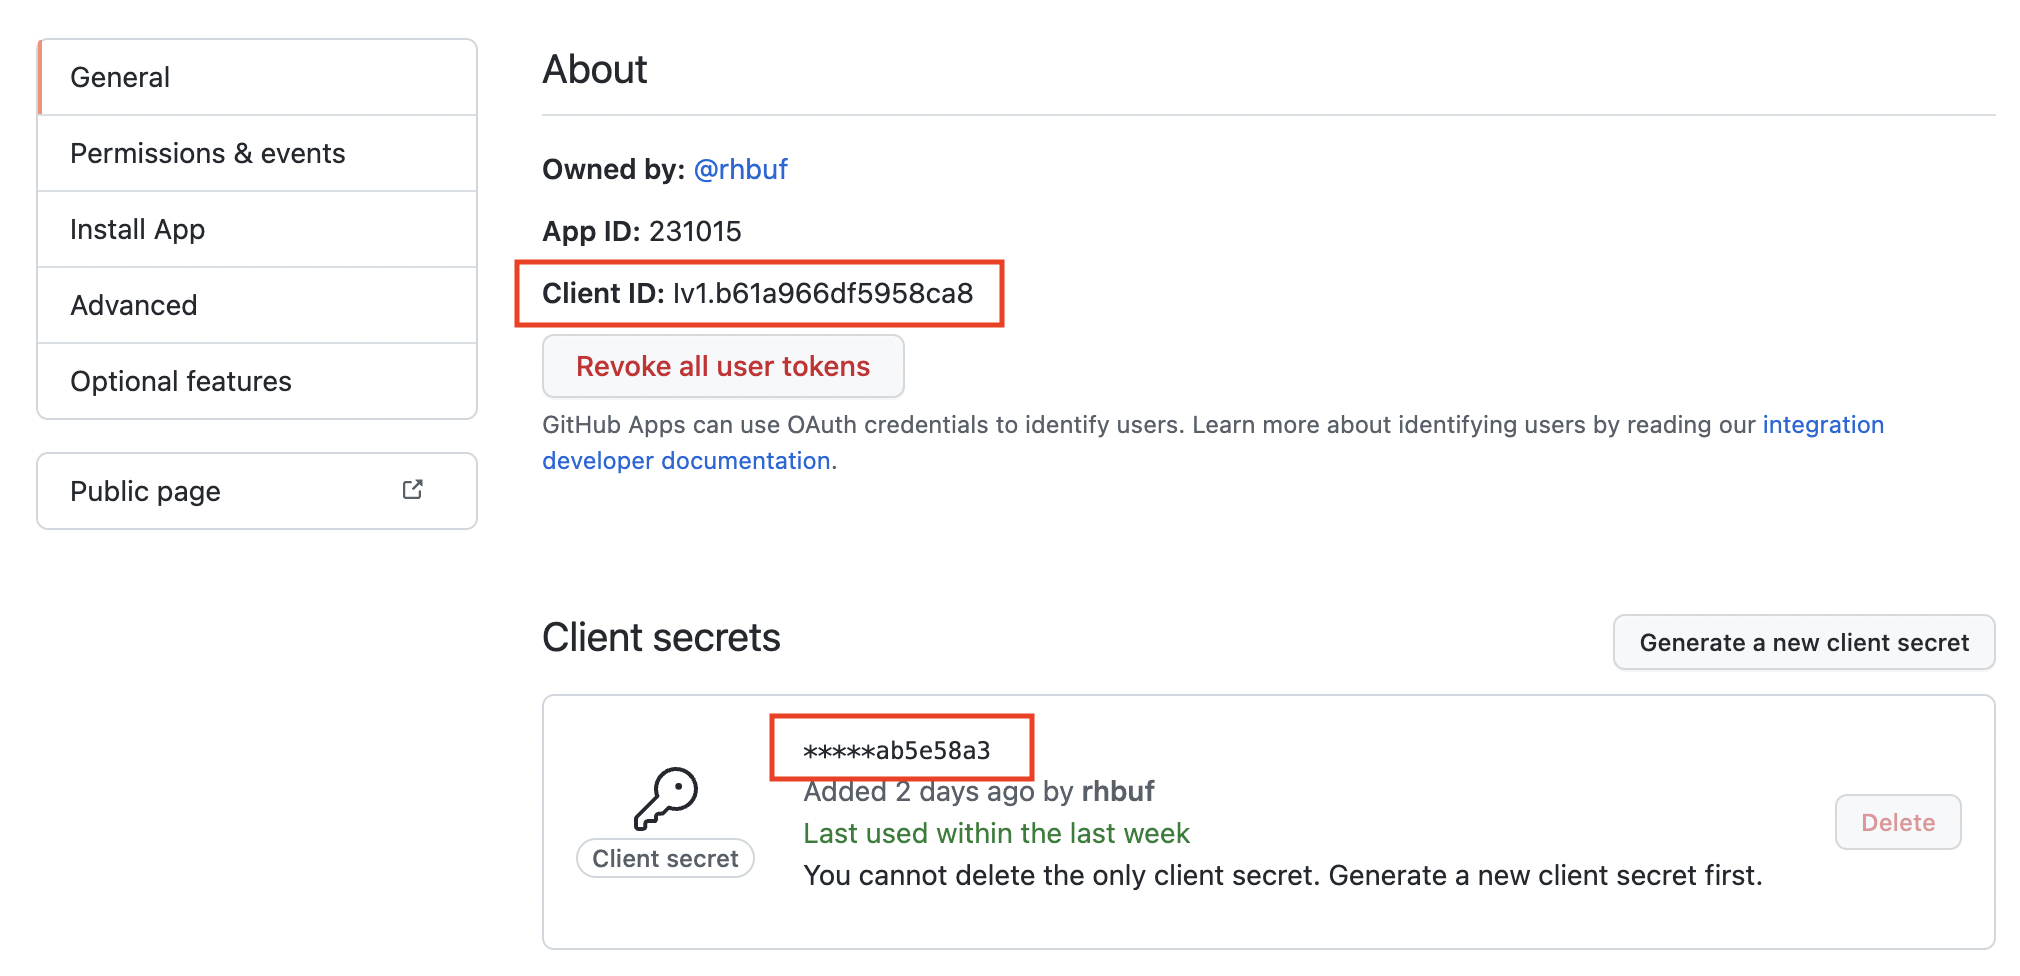 General
Permissions & events
Install App
Advanced
Optional features
Public page
About
Owned by: @rhbuf
App ID: 231015
Client ID: Iv1.b61a966df5958ca8
Revoke all user tokens
GitHub Apps can use OAuth credentials to identify users. Learn more about identifying users by reading our integration
developer documentation.
Client secrets
Generate a new client secret
*****ab5e58a3
Added 2 days ago by rhbuf
Last used within the last week
You cannot delete the only client secret. Generate a new client secret first.
Client secret
Delete